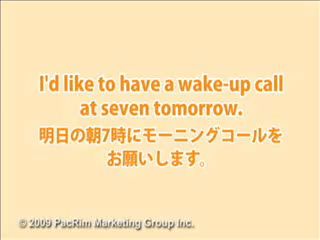 I'd like to have a wake-up call
at seven tomorrow.
明日の朝7時にモーニングコールを
お願いします。
© 2009 PacRim Marketing Group Inc.